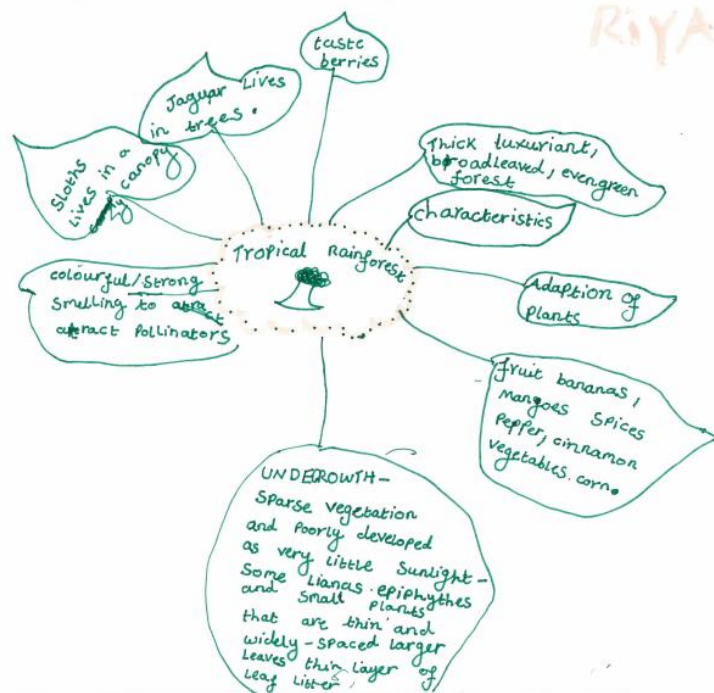 RIYA
taste
berries
Jaguar Lives
in trees.
Sloths
lives in a
canopy
Thick luxuriant,
broadleaved, evengreen
forest
characteristics
Tropical Rainforest
colourful/strong
smelling to atract
attract pollinators
Adaption of
plants
fruit bananas,
Mangoes spices
Pepper, cinnamon
vegetables.corn.
UNDEGROWTH-
Sparse vegetation
and poorly developed
as very little sunlight-
Some Lianas.epiphythes
and small plants
that are thin and
widely-spaced larger
leaves thin layer of
leaf litter